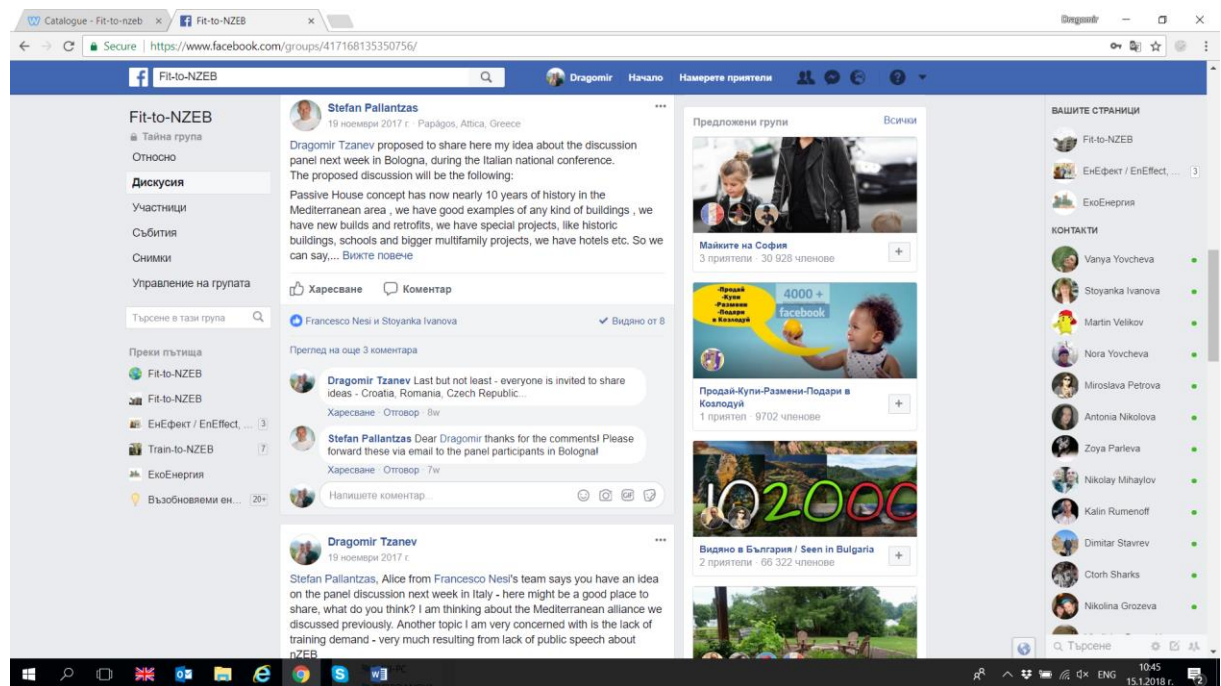 Catalogue - Fit-to-nzeb
Fit-to-NZEB
Dragomir
Secure | https://www.facebook.com/groups/417168135350756/
Fit-to-NZEB
Dragomir Начало Намерете приятели
Fit-to-NZEB
Тайна група
Относно
Дискусия
Участници
Събития
Снимки
Управление на групата
Търсене в тази група
Преки пътища
Fit-to-NZEB
Fit-to-NZEB
ЕнЕфект / EnEffect, ... 3
Train-to-NZEB 7
ЕкоЕнергия
Възобновяеми ен... 20+
Stefan Pallantzas
19 ноември 2017 г. · Papágos, Attica, Greece
Dragomir Tzanev proposed to share here my idea about the discussion
panel next week in Bologna, during the Italian national conference.
The proposed discussion will be the following:
Passive House concept has now nearly 10 years of history in the
Mediterranean area , we have good examples of any kind of buildings , we
have new builds and retrofits, we have special projects, like historic
buildings, schools and bigger multifamily projects, we have hotels etc. So we
can say,... Вижте повече
Харесване Коментар
Francesco Nesi и Stoyanka Ivanova Видяно от 8
Преглед на още 3 коментара
Dragomir Tzanev Last but not least - everyone is invited to share
ideas - Croatia, Romania, Czech Republic...
Харесване · Отговор · 8w
Stefan Pallantzas Dear Dragomir thanks for the comments! Please
forward these via email to the panel participants in Bologna!
Харесване · Отговор · 7w
Напишете коментар...
GIF
Dragomir Tzanev
19 ноември 2017 г.
Stefan Pallantzas, Alice from Francesco Nesi's team says you have an idea
on the panel discussion next week in Italy - here might be a good place to
share, what do you think? I am thinking about the Mediterranean alliance we
discussed previously. Another topic I am very concerned with is the lack of
training demand - very much resulting from lack of public speech about
nZEB
Предложени групи Всички
Майките на София
3 приятели · 30 928 членове
-Продай
-Купи
-Размени
-Подари
в Козлодуй
4000 +
facebook
Продай-Купи-Размени-Подари в
Козлодуй
1 приятел · 9702 членове
102000
Видяно в България / Seen in Bulgaria
2 приятели · 66 322 членове
ВАШИТЕ СТРАНИЦИ
Fit-to-NZEB
ЕнЕфект / EnEffect, ... 3
ЕкоЕнергия
КОНТАКТИ
Vanya Yovcheva
Stoyanka Ivanova
Martin Velikov
Nora Yovcheva
Miroslava Petrova
Antonia Nikolova
Zoya Parleva
Nikolay Mihaylov
Kalin Rumenoff
Dimitar Stavrev
Ctorh Sharks
Nikolina Grozeva
Търсене
ENG
10:45
15.1.2018 г.
2